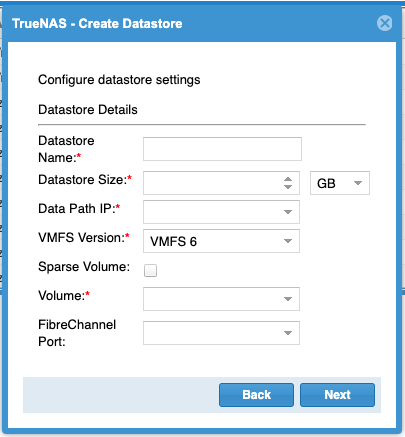 TrueNAS - Create Datastore
Configure datastore settings
Datastore Details
Datastore
Name:*
Datastore Size:*
GB
Data Path IP:*
VMFS Version:*
VMFS 6
Sparse Volume:
Volume:*
FibreChannel
Port:
Back
Next